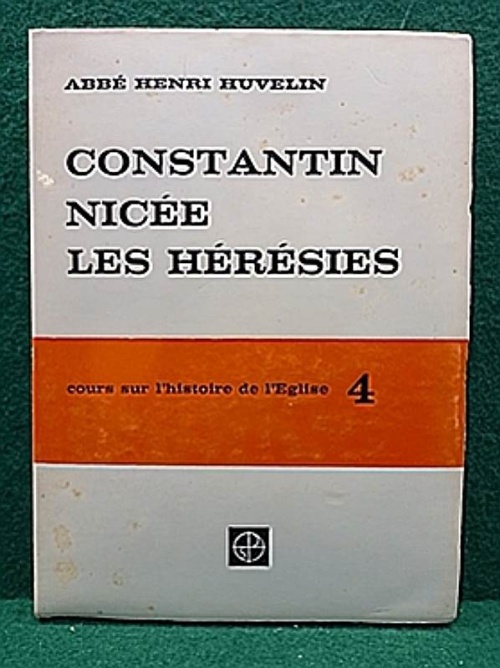 ABBÉ HENRI HUVELIN
CONSTANTIN
NICÉE
LES HÉRÉSIES
cours sur l'histoire de l'Eglise 4